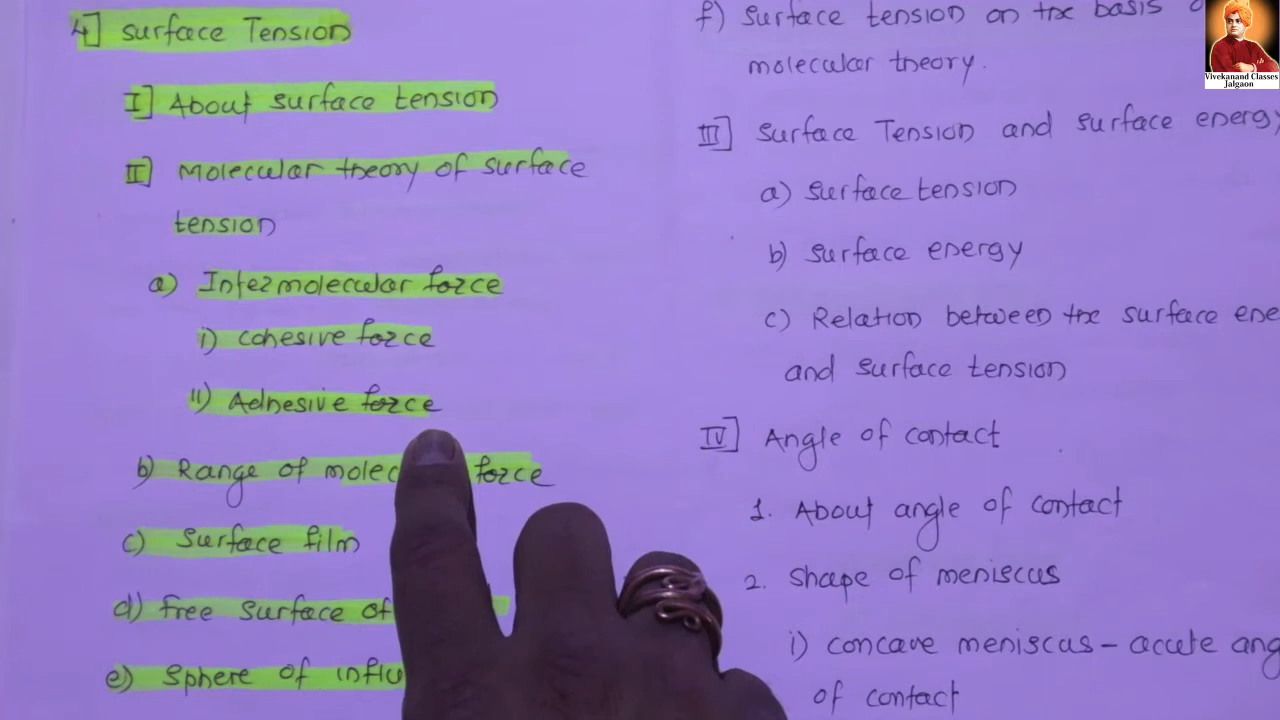 4] Surface Tension
I] About surface tension
II] Molecular theory of surface
tension
a) Intermolecular force
i) cohesive force
ii) Adhesive force
b) Range of molec force
c) Surface film
d) free surface of
e) Sphere of influ
f) Surface tension on the basis
molecular theory.
III] Surface Tension and surface energy
a) Surface tension
b) Surface energy
c) Relation between the surface ene
and surface tension
IV] Angle of contact
1. About angle of contact
2. Shape of meniscus
i) concave meniscus - accute ang
of contact
Vivekanand Classes
Jalgaon